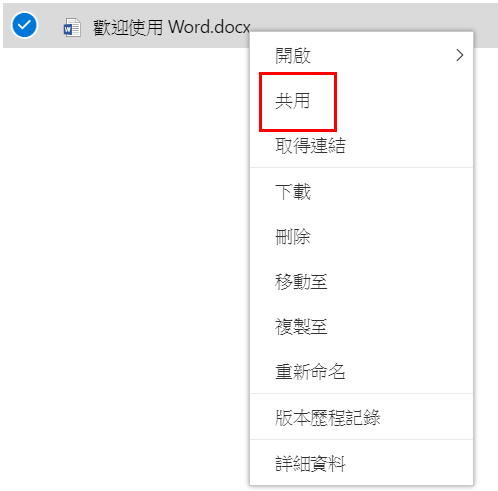 歡迎使用 Word.docx
開啟
共用
取得連結
下載
刪除
移動至
複製至
重新命名
版本歷程記錄
詳細資料